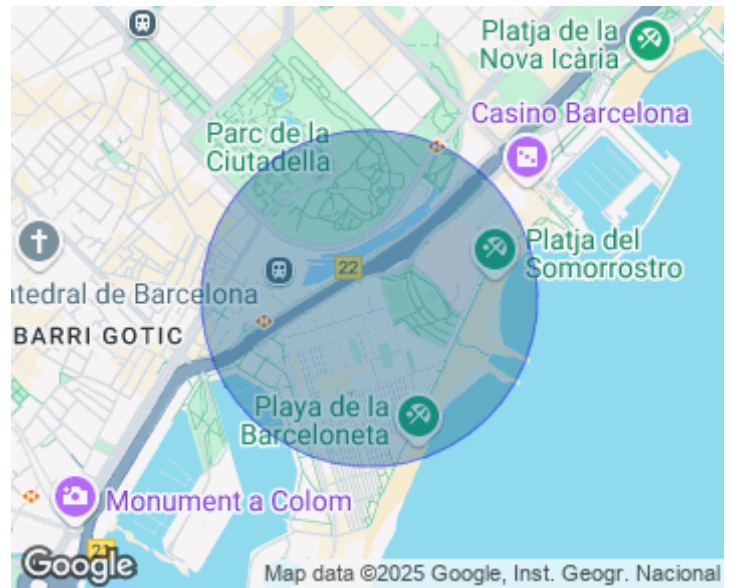 Platja de la
Nova Icària
Casino Barcelona
Parc de la
Ciutadella
Platja del
Somorrostro
22
atedral de Barcelona
BARRI GOTIC
Playa de la
Barceloneta
Monument a Colom
21
Google
Map data ©2025 Google, Inst. Geogr. Nacional